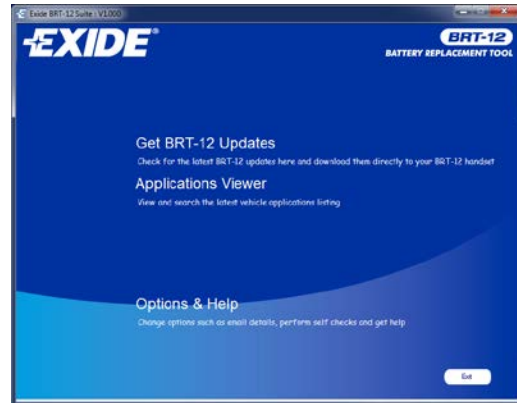 Exide BRT-12 Suite : V1.000
EXIDE®
BRT-12
BATTERY REPLACEMENT TOOL
Get BRT-12 Updates
Check for the latest BRT-12 updates here and download them directly to your BRT-12 handset
Applications Viewer
View and search the latest vehicle applications listing
Options & Help
Change options such as email details, perform self checks and get help
Exit